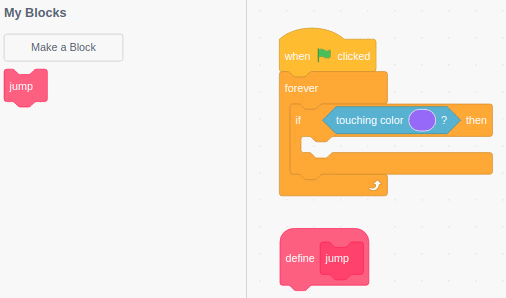 My Blocks
Make a Block
jump
when clicked
forever
if touching color ? then
define jump